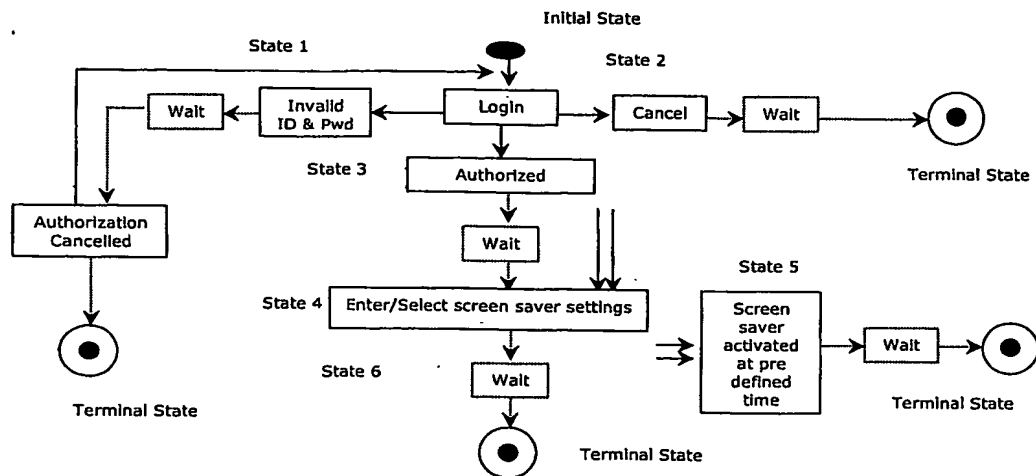 Initial State
State 1
State 2
Wait
Invalid
ID & Pwd
Login
Cancel
Wait
State 3
Authorized
Terminal State
Authorization
Cancelled
Wait
State 5
State 4
Enter/Select screen saver settings
Screen
saver
activated
at pre
defined
time
Wait
State 6
Wait
Terminal State
Terminal State
Terminal State